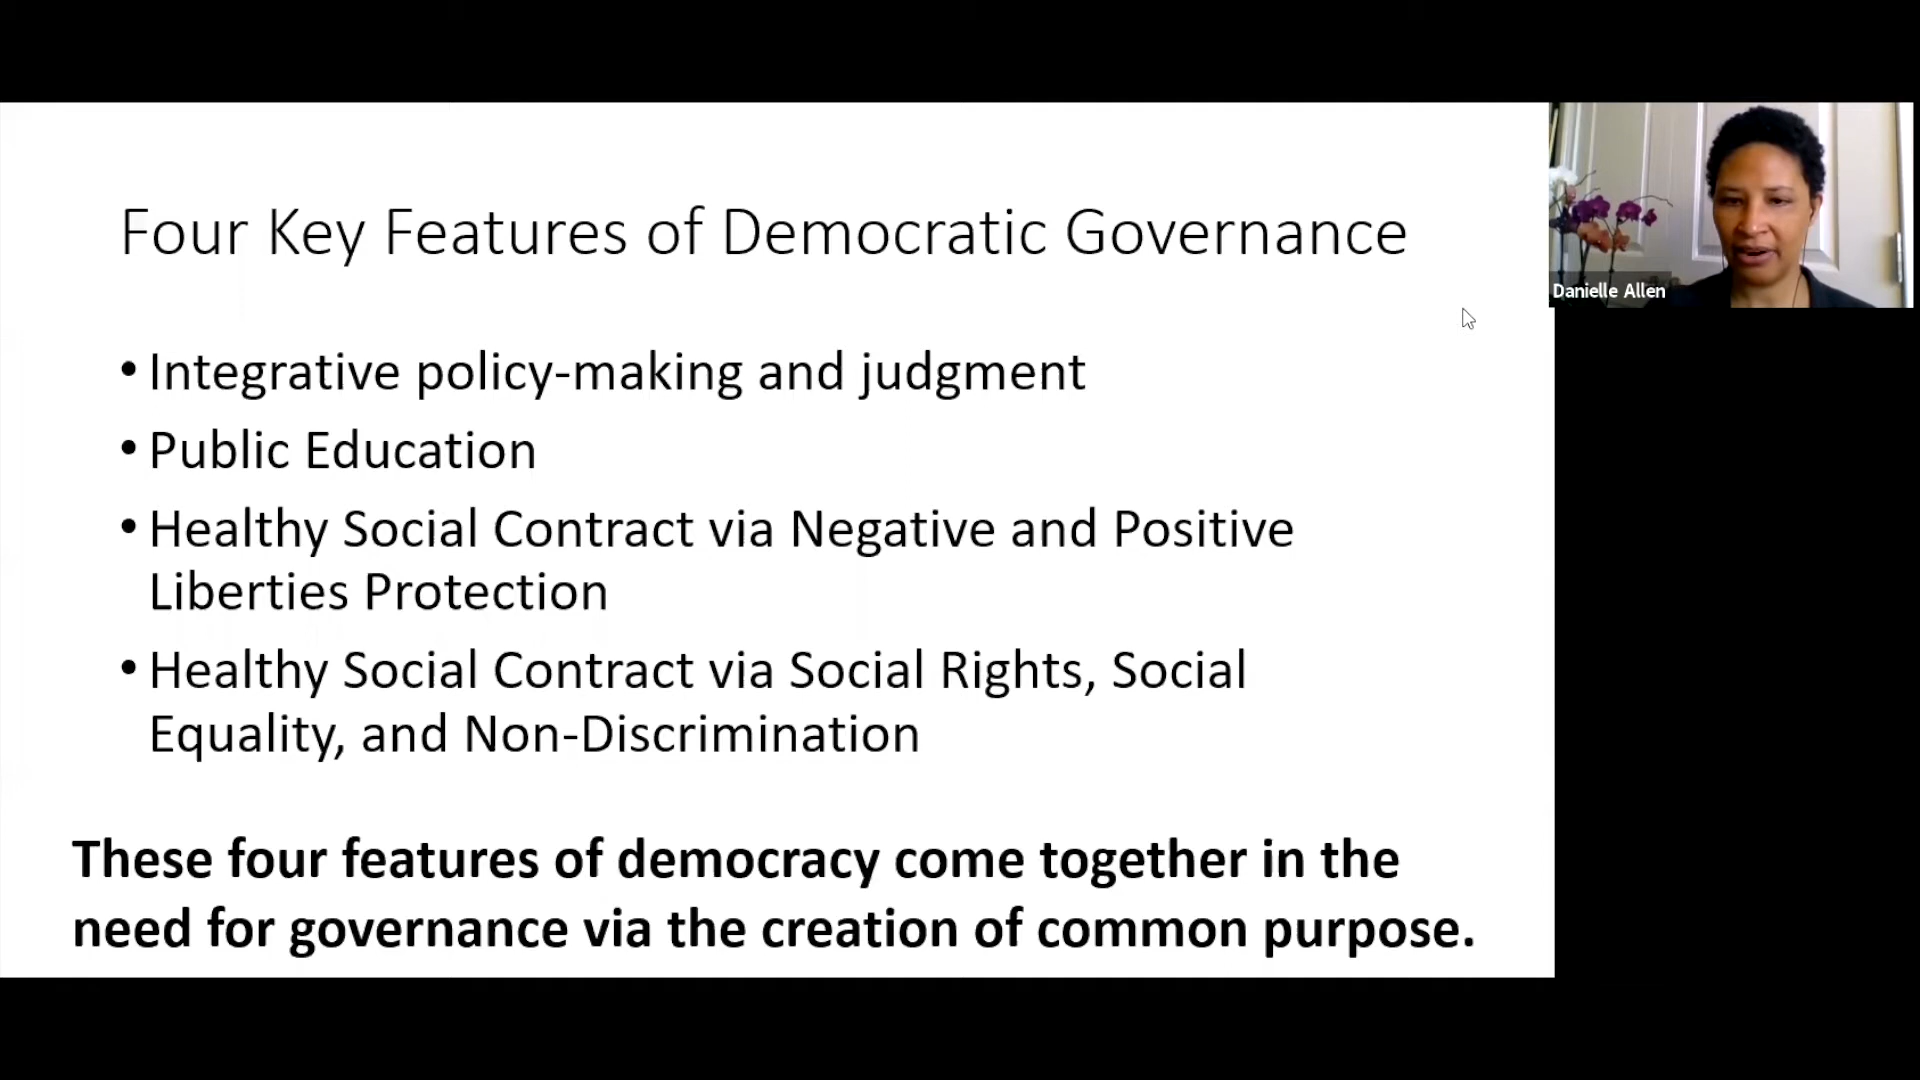 Four Key Features of Democratic Governance
• Integrative policy-making and judgment
• Public Education
• Healthy Social Contract via Negative and Positive
Liberties Protection
• Healthy Social Contract via Social Rights, Social
Equality, and Non-Discrimination
These four features of democracy come together in the
need for governance via the creation of common purpose.
Danielle Allen